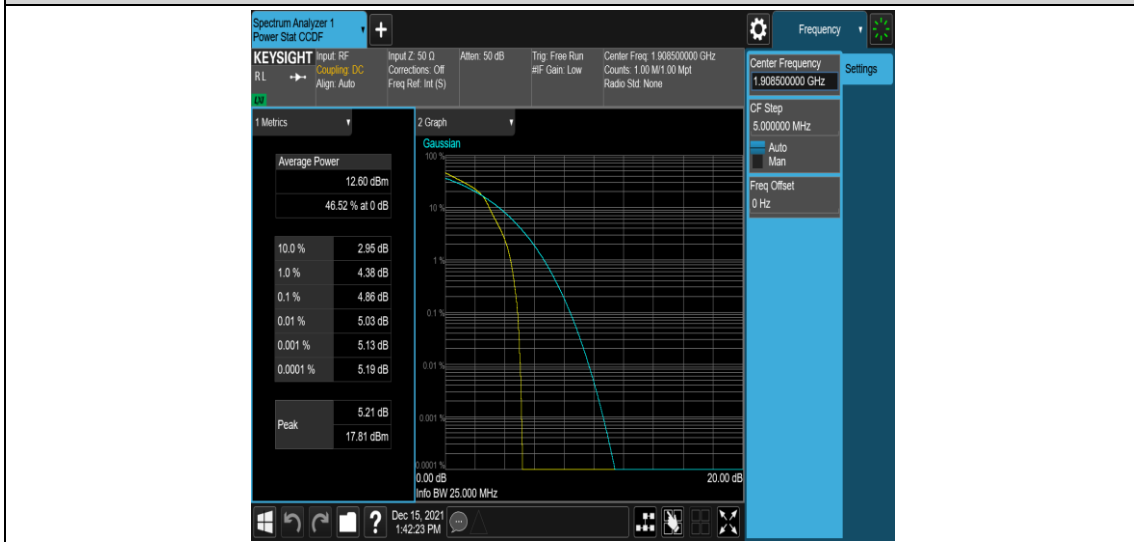 Spectrum Analyzer 1
Power Stat CCDF
Frequency
KEYSIGHT
R L
LXI
Input: RF
Coupling: DC
Align: Auto
Input Z: 50 Ω
Corrections: Off
Freq Ref: Int (S)
Atten: 50 dB
Trig: Free Run
#IF Gain: Low
Center Freq: 1.908500000 GHz
Counts: 1.00 M/1.00 Mpt
Radio Std: None
Center Frequency
1.908500000 GHz
Settings
CF Step
5.000000 MHz
Auto
Man
Freq Offset
0 Hz
1 Metrics
Average Power
12.60 dBm
46.52 % at 0 dB
10.0 % 2.95 dB
1.0 % 4.38 dB
0.1 % 4.86 dB
0.01 % 5.03 dB
0.001 % 5.13 dB
0.0001 % 5.19 dB
Peak
5.21 dB
17.81 dBm
2 Graph
Gaussian
100 %
10 %
1 %
0.1 %
0.01 %
0.001 %
0.0001 %
0.00 dB 20.00 dB
Info BW 25.000 MHz
?
Dec 15, 2021
1:42:23 PM